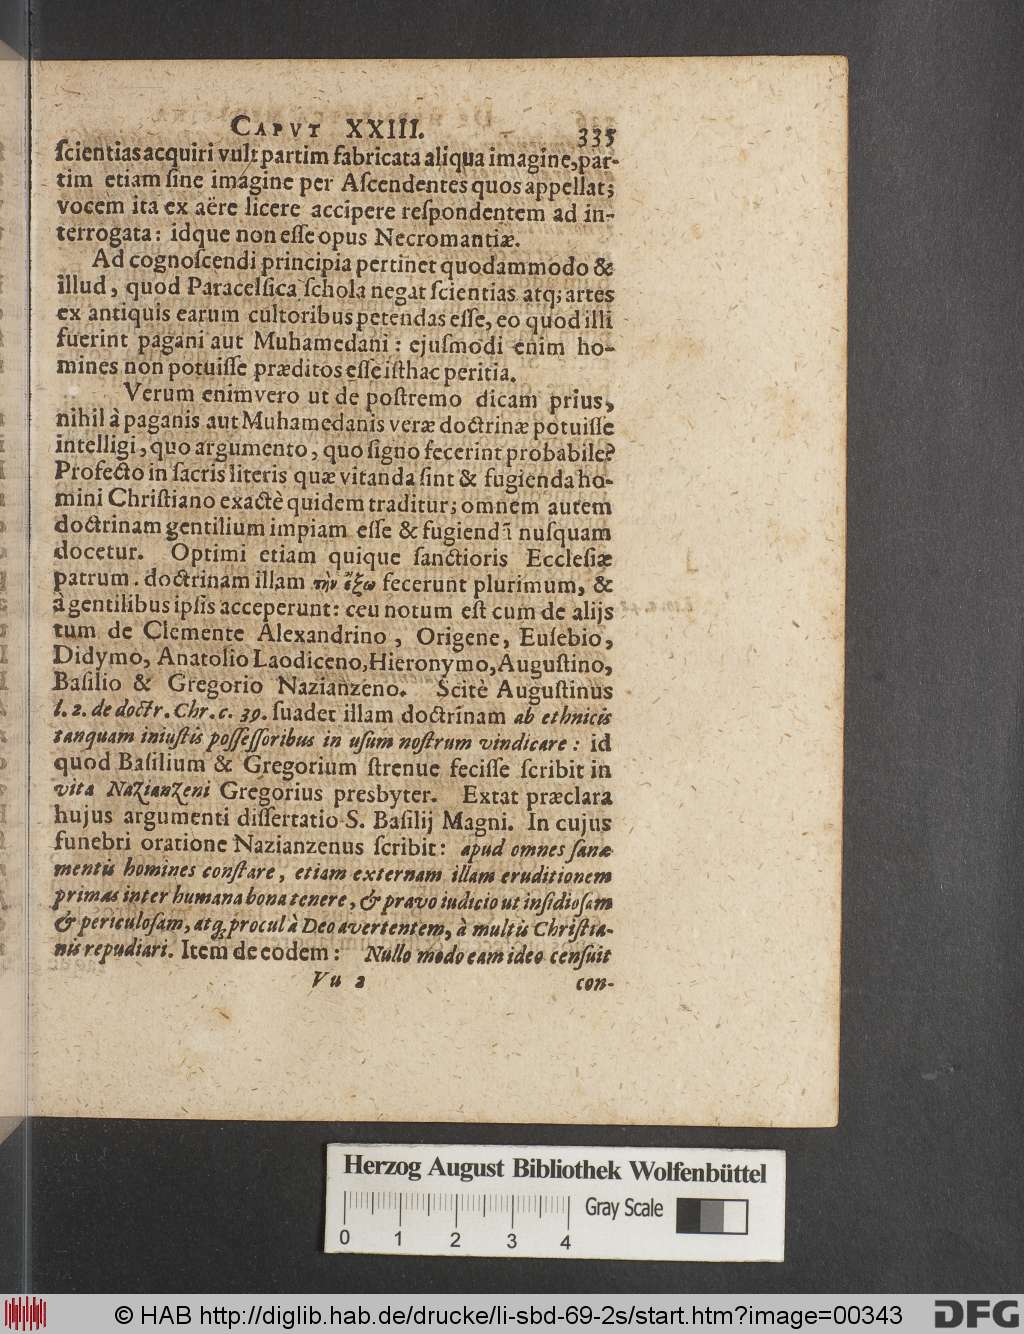 CAPVT XXIII. 335
ſcientias acquiri vult partim fabricata aliqua imagine, par-
tim etiam ſine imagine per Aſcendentes quos appellat;
vocem ita ex aëre licere accipere reſpondentem ad in-
terrogata: idque non eſſe opus Necromantiæ.
Ad cognoſcendi principia pertinet quodammodo &
illud, quod Paracelſica ſchola negat ſcientias atq; artes
ex antiquis earum cultoribus petendas eſſe, eo quod illi
fuerint pagani aut Muhamedani: ejuſmodi enim ho-
mines non potuiſſe præditos eſſe iſthac peritia.
Verum enimvero ut de poſtremo dicam prius,
nihil à paganis aut Muhamedanis veræ doctrinæ potuiſſe
intelligi, quo argumento, quo ſigno fecerint probabile?
Profecto in ſacris literis quæ vitanda ſint & fugienda ho-
mini Chriſtiano exactè quidem traditur; omnem autem
doctrinam gentilium impiam eſſe & fugiendā nuſquam
docetur. Optimi etiam quique ſanctioris Eccleſiæ
patrum. doctrinam illam τὴν ἔξω fecerunt plurimum, &
à gentilibus ipſis acceperunt: ceu notum eſt cum de alijs
tum de Clemente Alexandrino, Origene, Euſebio,
Didymo, Anatolio Laodiceno, Hieronymo, Auguſtino,
Baſilio & Gregorio Nazianzeno. Scitè Auguſtinus
l. 2. de doctr. Chr. c. 39. ſuadet illam doctrinam ab ethnicis
tanquam iniuſtis poſſeſſoribus in uſum noſtrum vindicare: id
quod Baſilium & Gregorium ſtrenue feciſſe ſcribit in
vita Nazianzeni Gregorius presbyter. Extat præclara
hujus argumenti diſſertatio S. Baſilij Magni. In cujus
funebri oratione Nazianzenus ſcribit: apud omnes ſanæ
mentis homines conſtare, etiam externam illam eruditionem
primas inter humana bona tenere, & pravo iudicio ut inſidioſam
& periculoſam, atq; procul à Deo avertentem, à multis Chriſtia-
nis repudiari. Item de eodem: Nullo modo eam ideo cenſuit
Vu 2 con-
Herzog August Bibliothek Wolfenbüttel
Gray Scale
0 1 2 3 4
© HAB http://diglib.hab.de/drucke/li-sbd-69-2s/start.htm?image=00343
DFG